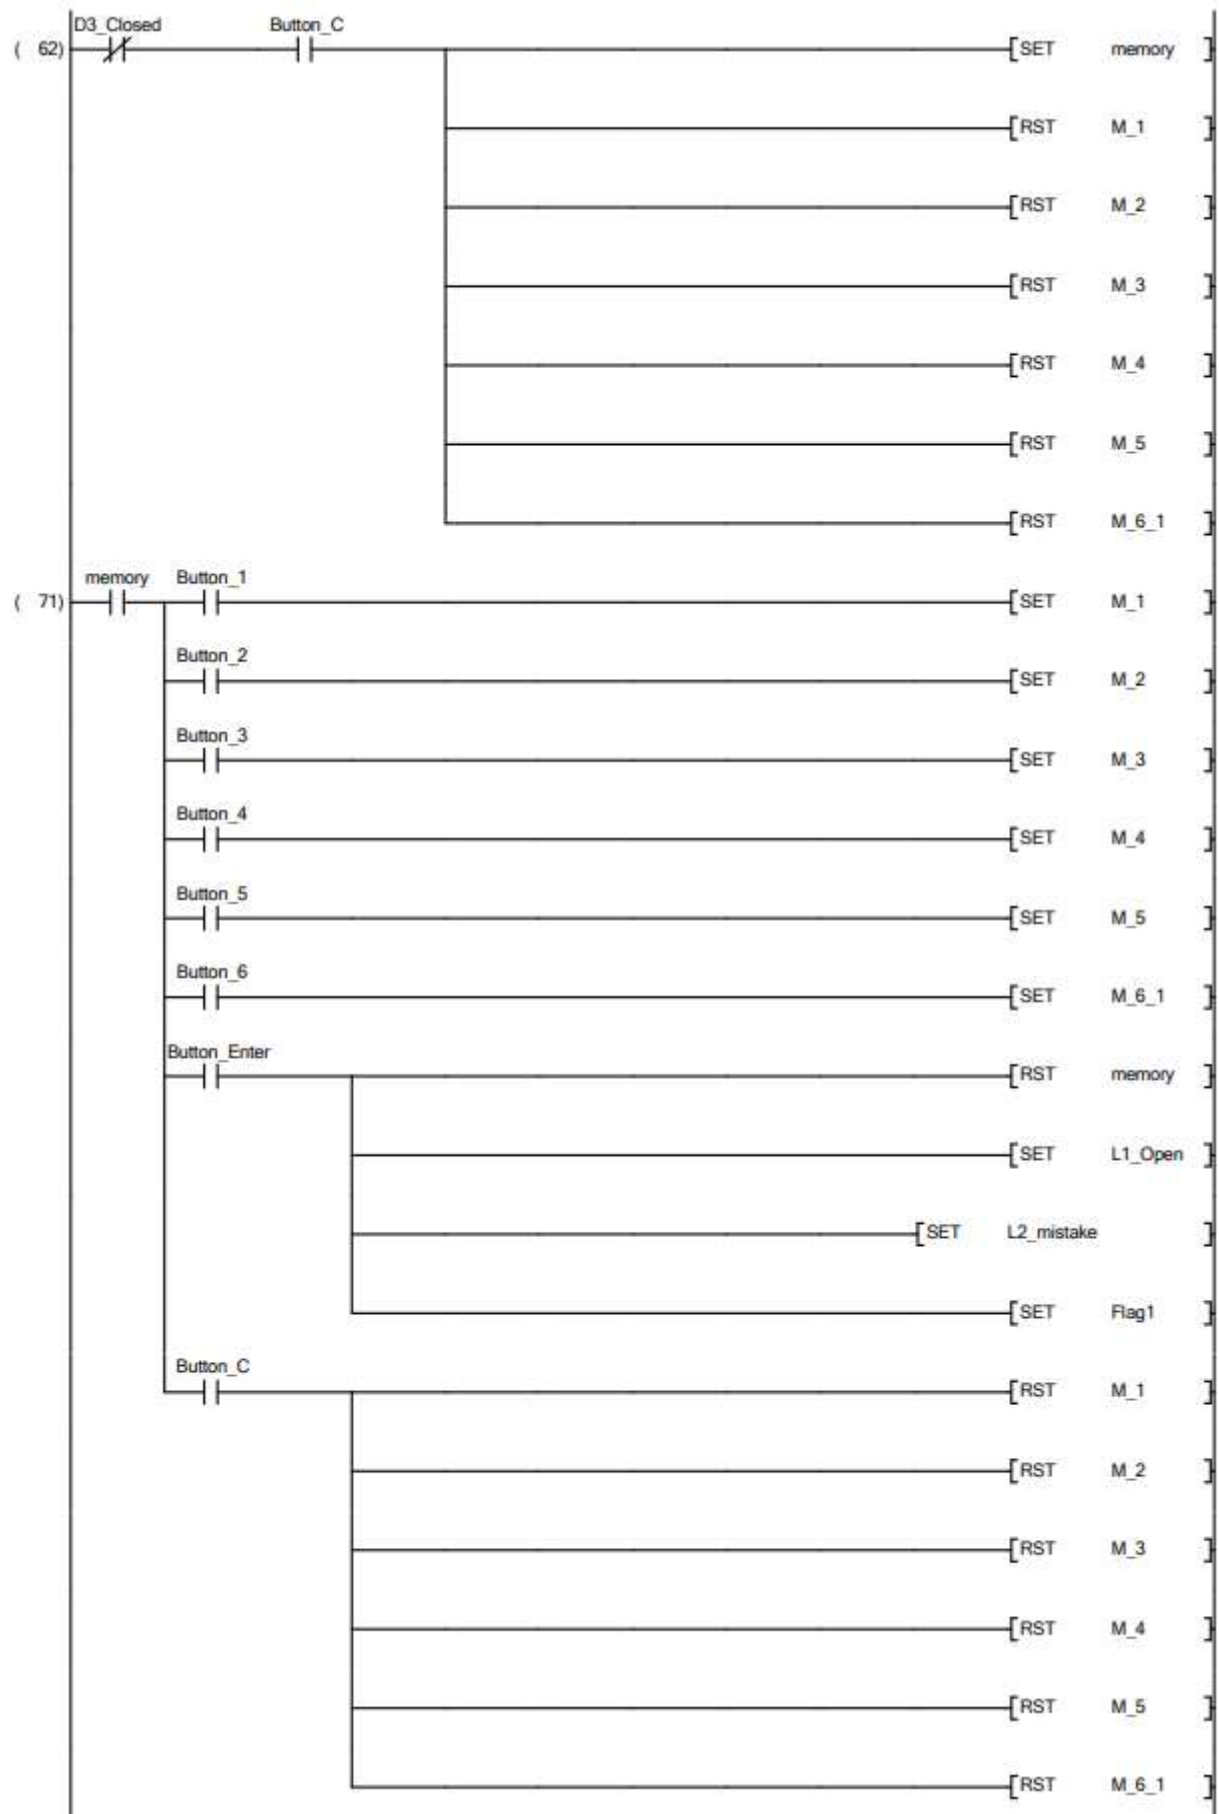 D3_Closed Button_C
( 62) [SET memory ]
[RST M_1 ]
[RST M_2 ]
[RST M_3 ]
[RST M_4 ]
[RST M_5 ]
[RST M_6_1 ]
memory Button_1
( 71) [SET M_1 ]
Button_2
[SET M_2 ]
Button_3
[SET M_3 ]
Button_4
[SET M_4 ]
Button_5
[SET M_5 ]
Button_6
[SET M_6_1 ]
Button_Enter
[RST memory ]
[SET L1_Open ]
[SET L2_mistake ]
[SET Flag1 ]
Button_C
[RST M_1 ]
[RST M_2 ]
[RST M_3 ]
[RST M_4 ]
[RST M_5 ]
[RST M_6_1 ]